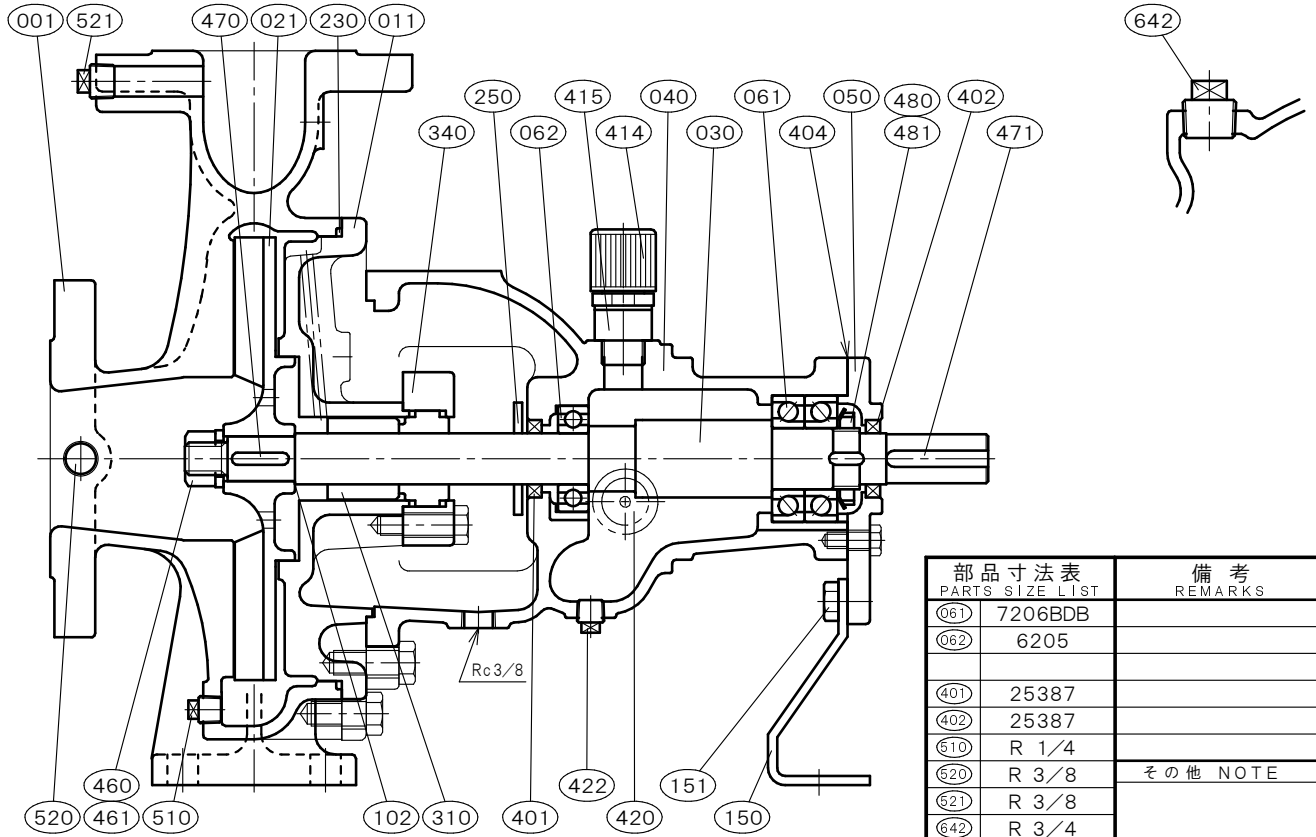 001 521 470 021 230 011 642
250 415 040 061 050 480 402
340 062 414 030 404 481 471
Rc3/8
460 422 151
520 461 510 102 310 401 420 150
部品寸法表 備考
PARTS SIZE LIST REMARKS
061 7206BDB
062 6205
401 25387
402 25387
510 R 1/4
520 R 3/8 その他 NOTE
521 R 3/8
642 R 3/4